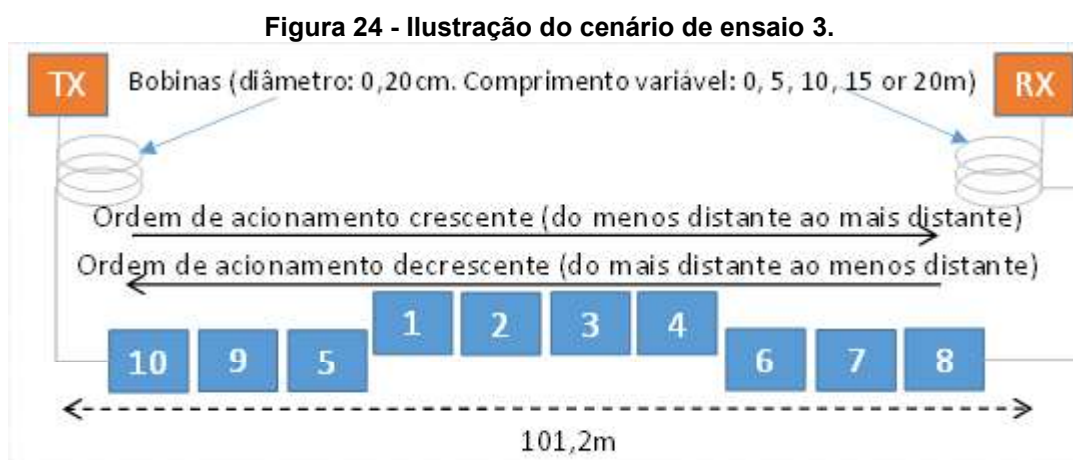 Figura 24 - Ilustração do cenário de ensaio 3.
TX
Bobinas (diâmetro: 0,20cm. Comprimento variável: 0, 5, 10, 15 or 20m)
RX
Ordem de acionamento crescente (do menos distante ao mais distante)
Ordem de acionamento decrescente (do mais distante ao menos distante)
10 9 5 1 2 3 4 6 7 8
101,2m